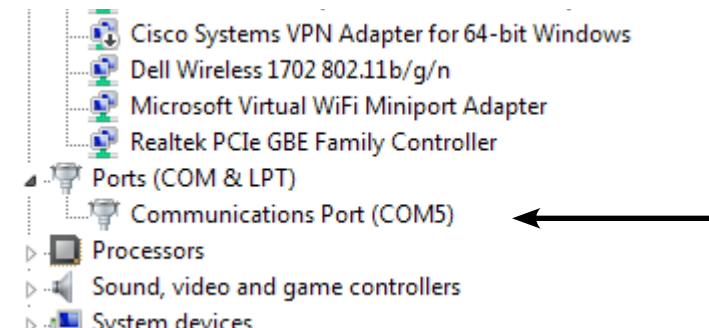 Cisco Systems VPN Adapter for 64-bit Windows
Dell Wireless 1702 802.11b/g/n
Microsoft Virtual WiFi Miniport Adapter
Realtek PCIe GBE Family Controller
Ports (COM & LPT)
Communications Port (COM5)
Processors
Sound, video and game controllers
System devices